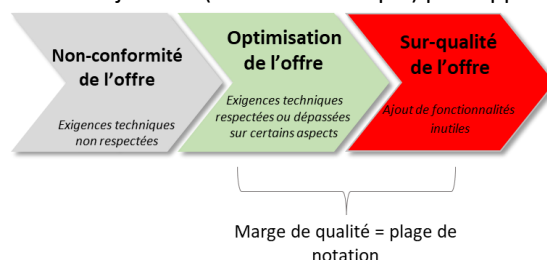 Non-conformité
de l'offre
Exigences techniques
non respectées
Optimisation
de l'offre
Exigences techniques
respectées ou dépassées
sur certains aspects
Sur-qualité
de l'offre
Ajout de fonctionnalités
inutiles
Marge de qualité = plage de
notation